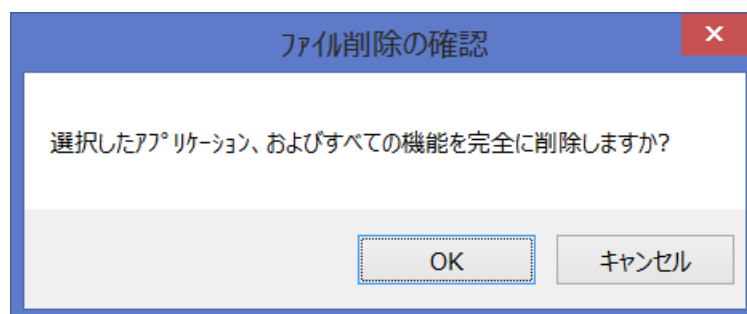 ﾌｧｲﾙ削除の確認
選択したｱﾌﾟﾘｹｰｼｮﾝ、およびすべての機能を完全に削除しますか?
OK
キャンセル